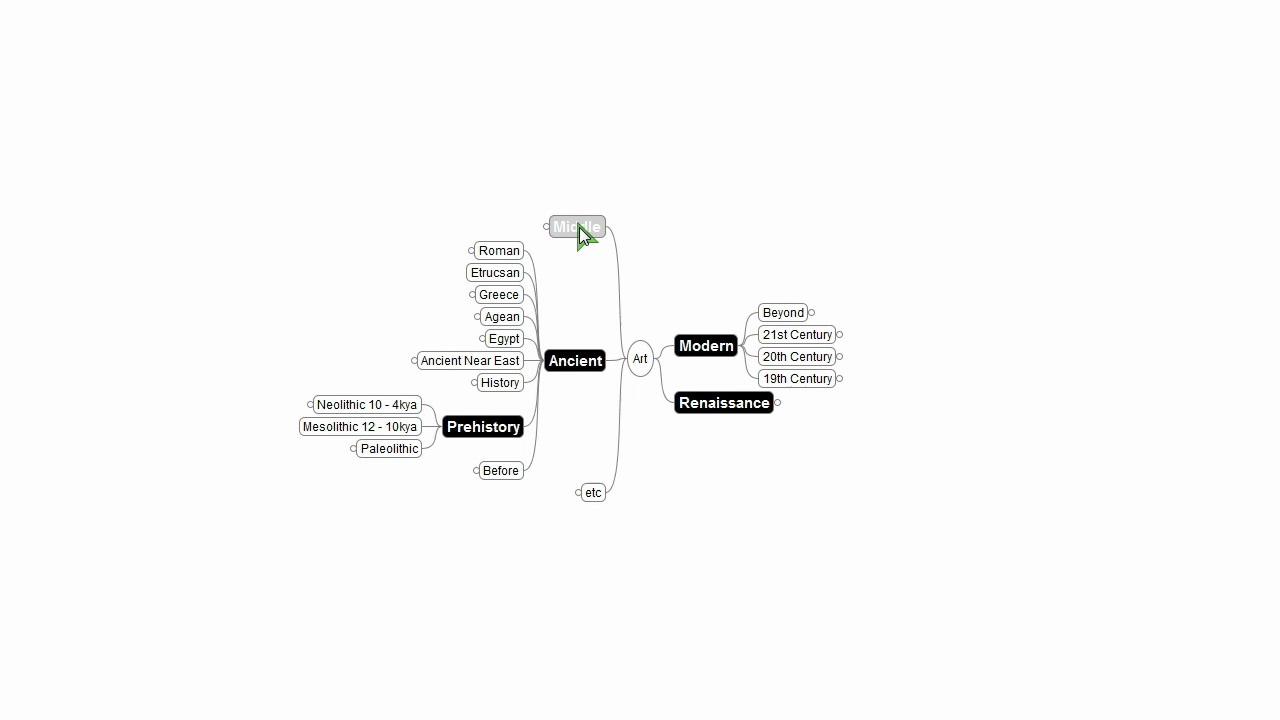 Middle
Roman
Etrucsan
Greece
Agean
Egypt
Ancient Near East
History
Neolithic 10 - 4kya
Mesolithic 12 - 10kya
Paleolithic
Prehistory
Before
Ancient
etc
Art
Modern
Renaissance
Beyond
21st Century
20th Century
19th Century